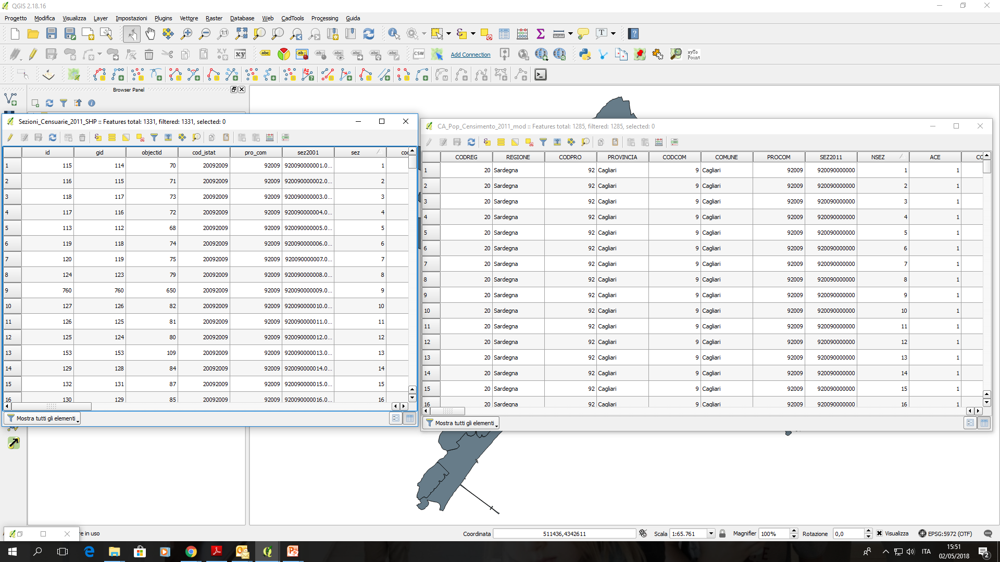 QGIS 2.18.16
Progetto Modifica Visualizza Layer Impostazioni Plugins Vettore Raster Database Web CadTools Processing Guida
CSW Add Connection xyTo Point
Browser Panel
Sezioni_Censuarie_2011_SHP :: Features total: 1331, filtered: 1331, selected: 0
id gid objectid cod_istat pro_com sez2001 sez coc
1 115 114 70 20092009 92009 920090000001.0... 1
2 116 115 71 20092009 92009 920090000002.0... 2
3 118 117 73 20092009 92009 920090000003.0... 3
4 117 116 72 20092009 92009 920090000004.0... 4
5 113 112 68 20092009 92009 920090000005.0... 5
6 119 118 74 20092009 92009 920090000006.0... 6
7 120 119 75 20092009 92009 920090000007.0... 7
8 124 123 79 20092009 92009 920090000008.0... 8
9 760 760 650 20092009 92009 920090000009.0... 9
10 127 126 82 20092009 92009 920090000010.0... 10
11 126 125 81 20092009 92009 920090000011.0... 11
12 125 124 80 20092009 92009 920090000012.0... 12
13 153 153 109 20092009 92009 920090000013.0... 13
14 129 128 84 20092009 92009 920090000014.0... 14
15 132 131 87 20092009 92009 920090000015.0... 15
16 130 129 85 20092009 92009 920090000016.0... 16
Mostra tutti gli elementi
CA_Pop_Censimento_2011_mod :: Features total: 1285, filtered: 1285, selected: 0
CODREG REGIONE CODPRO PROVINCIA CODCOM COMUNE PROCOM SEZ2011 NSEZ ACE CC
1 20 Sardegna 92 Cagliari 9 Cagliari 92009 920090000000 1 1
2 20 Sardegna 92 Cagliari 9 Cagliari 92009 920090000000 2 1
3 20 Sardegna 92 Cagliari 9 Cagliari 92009 920090000000 3 1
4 20 Sardegna 92 Cagliari 9 Cagliari 92009 920090000000 4 1
5 20 Sardegna 92 Cagliari 9 Cagliari 92009 920090000000 5 1
6 20 Sardegna 92 Cagliari 9 Cagliari 92009 920090000000 6 1
7 20 Sardegna 92 Cagliari 9 Cagliari 92009 920090000000 7 1
8 20 Sardegna 92 Cagliari 9 Cagliari 92009 920090000000 8 1
9 20 Sardegna 92 Cagliari 9 Cagliari 92009 920090000000 9 1
10 20 Sardegna 92 Cagliari 9 Cagliari 92009 920090000000 10 1
11 20 Sardegna 92 Cagliari 9 Cagliari 92009 920090000000 11 1
12 20 Sardegna 92 Cagliari 9 Cagliari 92009 920090000000 12 1
13 20 Sardegna 92 Cagliari 9 Cagliari 92009 920090000000 13 1
14 20 Sardegna 92 Cagliari 9 Cagliari 92009 920090000000 14 1
15 20 Sardegna 92 Cagliari 9 Cagliari 92009 920090000000 15 1
16 20 Sardegna 92 Cagliari 9 Cagliari 92009 920090000000 16 1
Mostra tutti gli elementi
re in uso
Coordinata 511436,4342611 Scala 1:65.761 Magnifier 100% Rotazione 0,0 Visualizza EPSG:5972 (OTF)
ITA 15:51
02/05/2018 2